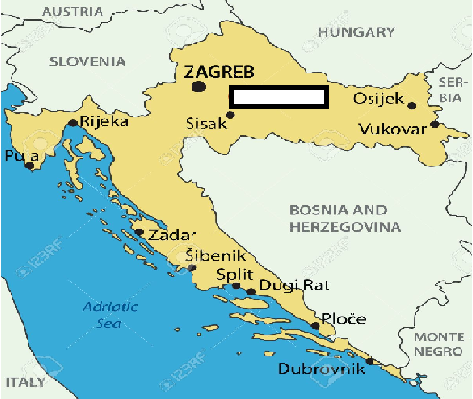 AUSTRIA
HUNGARY
SLOVENIA
ZAGREB
SER-
BIA
Osijek
Rijeka
Sisak
Vukovar
Pula
BOSNIA AND
HERZEGOVINA
Zadar
Šibenik
Split
Dugi Rat
Adriatic
Sea
Ploče
MONTE
NEGRO
Dubrovnik
ITALY
123RF